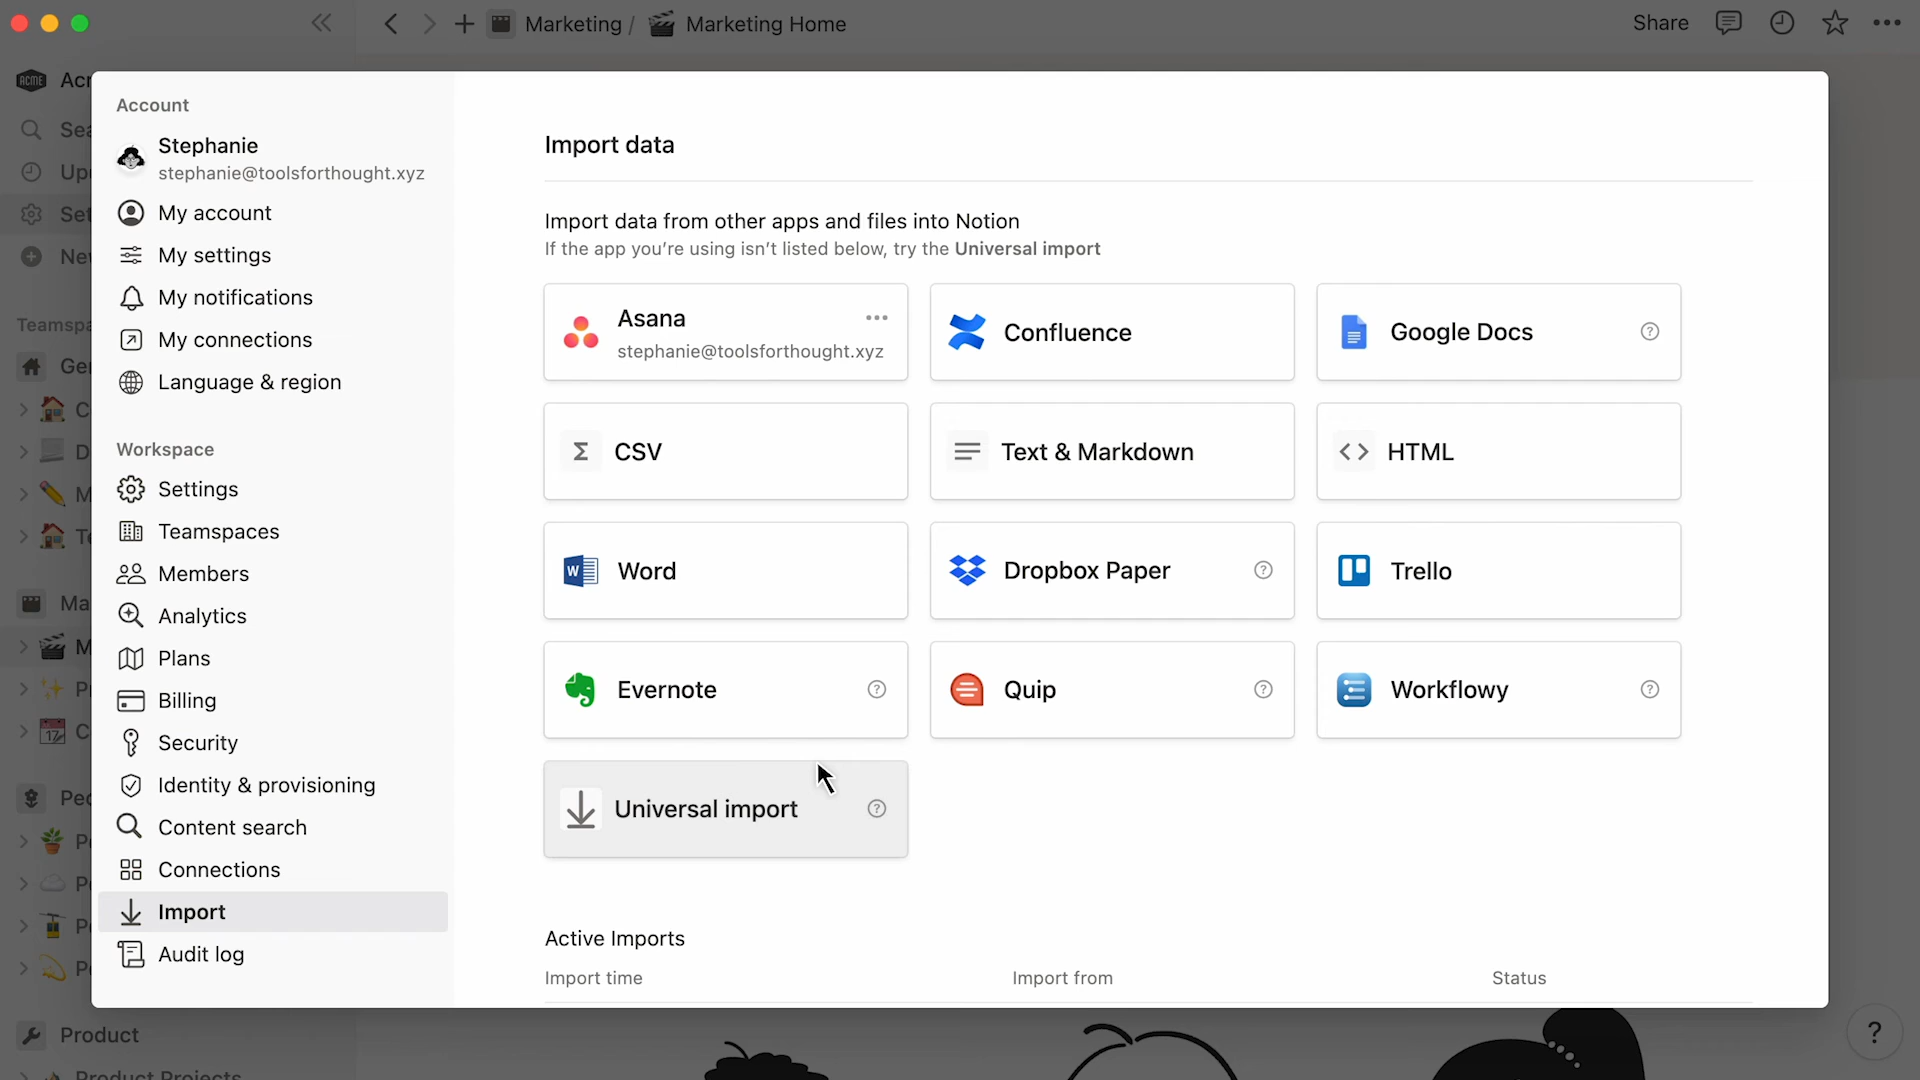 Marketing / Marketing Home
Share
ACME
Account
Stephanie
stephanie@toolsforthought.xyz
My account
My settings
My notifications
My connections
Language & region
Workspace
Settings
Teamspaces
Members
Analytics
Plans
Billing
Security
Identity & provisioning
Content search
Connections
Import
Audit log
Product
Product Projects
Import data
Import data from other apps and files into Notion
If the app you're using isn't listed below, try the Universal import
Asana
stephanie@toolsforthought.xyz
Confluence
Google Docs
CSV
Text & Markdown
HTML
Word
Dropbox Paper
Trello
Evernote
Quip
Workflowy
Universal import
Active Imports
Import time
Import from
Status